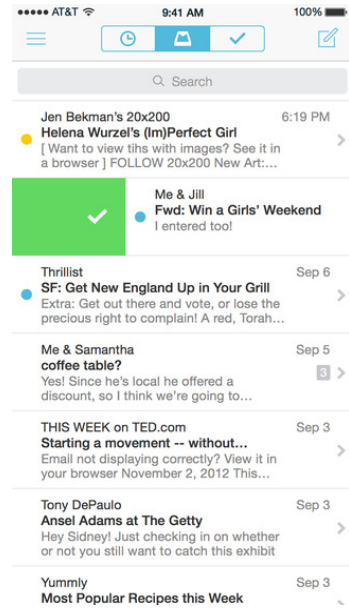 AT&T 9:41 AM 100%
Search
Jen Bekman's 20x200 6:19 PM
Helena Wurzel's (Im)Perfect Girl
[ Want to view tihs with images? See it in
a browser ] FOLLOW 20x200 New Art:...
Me & Jill
Fwd: Win a Girls' Weekend
I entered too!
Thrillist Sep 6
SF: Get New England Up in Your Grill
Extra: Get out there and vote, or lose the
precious right to complain! A red, Torah...
Me & Samantha Sep 5
coffee table?
Yes! Since he's local he offered a 3
discount, so I think we're going to...
THIS WEEK on TED.com Sep 3
Starting a movement -- without...
Email not displaying correctly? View it in
your browser November 2, 2012 This...
Tony DePaulo Sep 3
Ansel Adams at The Getty
Hey Sidney! Just checking in on whether
or not you still want to catch this exhibit
Yummly Sep 3
Most Popular Recipes this Week